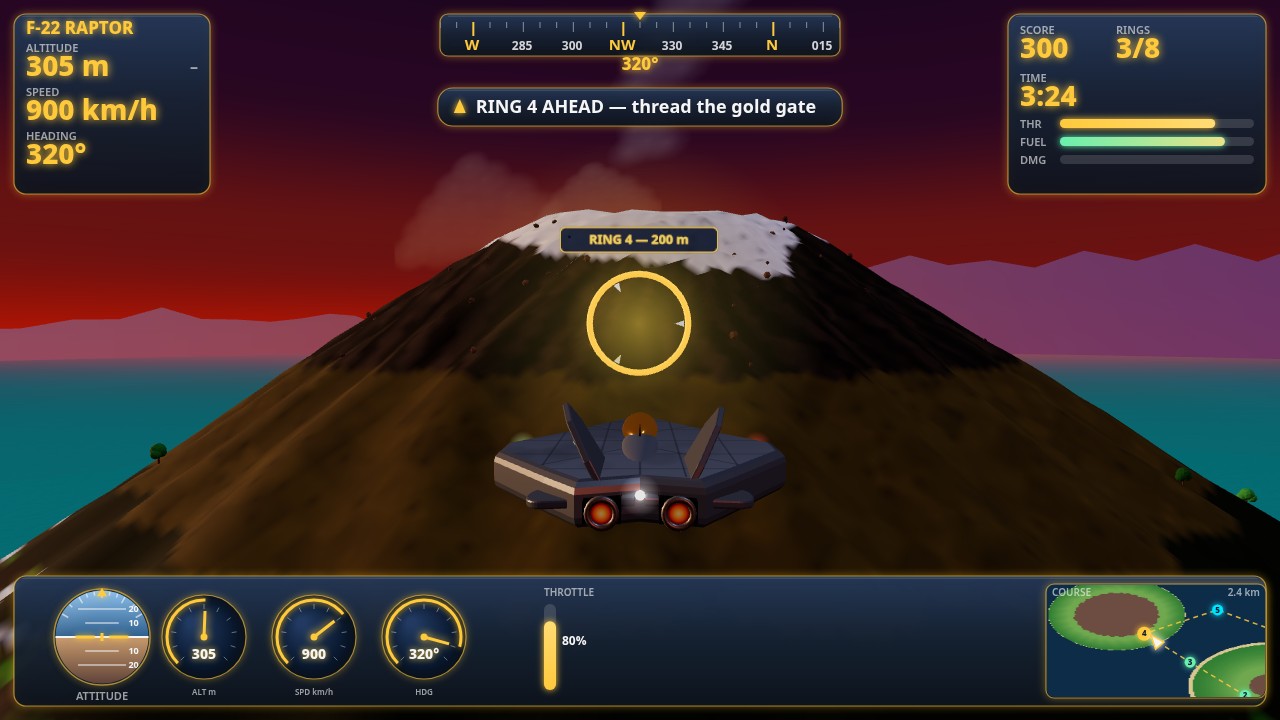 F-22 RAPTOR
ALTITUDE
305 m
–
SPEED
900 km/h
HEADING
320°
W 285 300 NW 330 345 N 015
320°
RING 4 AHEAD — thread the gold gate
SCORE RINGS
300 3/8
TIME
3:24
THR
FUEL
DMG
RING 4 — 200 m
20
10
10
20
ATTITUDE
305
ALT m
900
SPD km/h
320°
HDG
THROTTLE
80%
COURSE 2.4 km
5
4
3
2